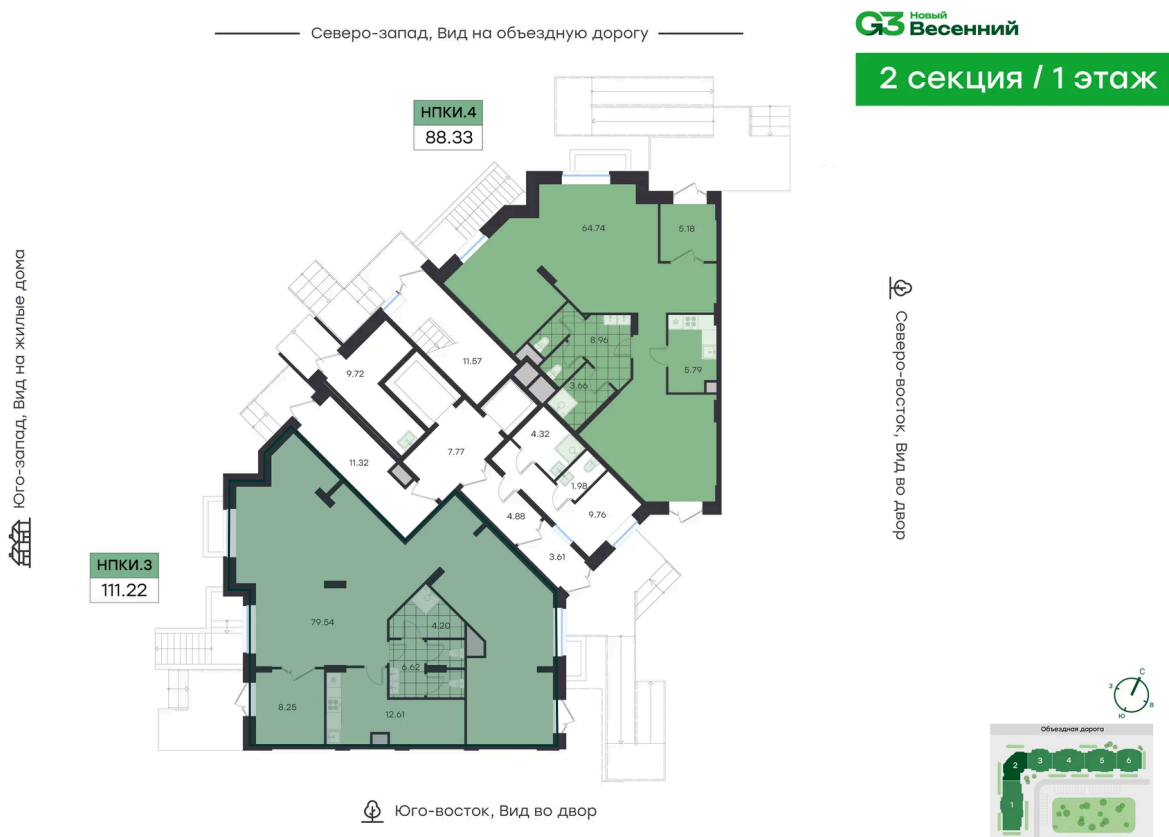 Северо-запад, Вид на объездную дорогу
G3 Новый
Весенний
2 секция / 1 этаж
НПКИ.4
88.33
64.74
5.18
8.96
5.79
3.66
11.57
9.72
4.32
7.77
11.32
1.98
4.88
9.76
3.61
Юго-запад, Вид на жилые дома
Северо-восток, Вид во двор
НПКИ.3
111.22
79.54
4.20
6.62
8.25
12.61
Юго-восток, Вид во двор
С
З
В
Ю
Объездная дорога
2
3
4
5
6
1